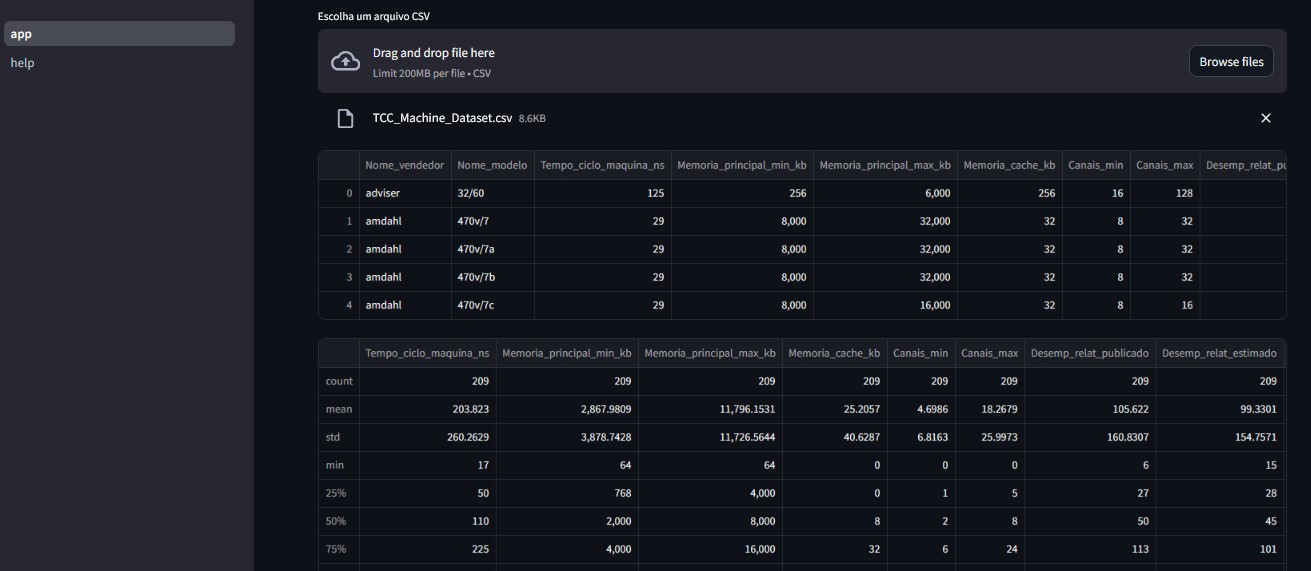 app
help
Escolha um arquivo CSV
Drag and drop file here
Limit 200MB per file • CSV
Browse files
TCC_Machine_Dataset.csv 8.6KB
Nome_vendedor Nome_modelo Tempo_ciclo_maquina_ns Memoria_principal_min_kb Memoria_principal_max_kb Memoria_cache_kb Canais_min Canais_max Desemp_relat_pu
0 adviser 32/60 125 256 6,000 256 16 128
1 amdahl 470v/7 29 8,000 32,000 32 8 32
2 amdahl 470v/7a 29 8,000 32,000 32 8 32
3 amdahl 470v/7b 29 8,000 32,000 32 8 32
4 amdahl 470v/7c 29 8,000 16,000 32 8 16
Tempo_ciclo_maquina_ns Memoria_principal_min_kb Memoria_principal_max_kb Memoria_cache_kb Canais_min Canais_max Desemp_relat_publicado Desemp_relat_estimado
count 209 209 209 209 209 209 209 209
mean 203.823 2,867.9809 11,796.1531 25.2057 4.6986 18.2679 105.622 99.3301
std 260.2629 3,878.7428 11,726.5644 40.6287 6.8163 25.9973 160.8307 154.7571
min 17 64 64 0 0 0 6 15
25% 50 768 4,000 0 1 5 27 28
50% 110 2,000 8,000 8 2 8 50 45
75% 225 4,000 16,000 32 6 24 113 101